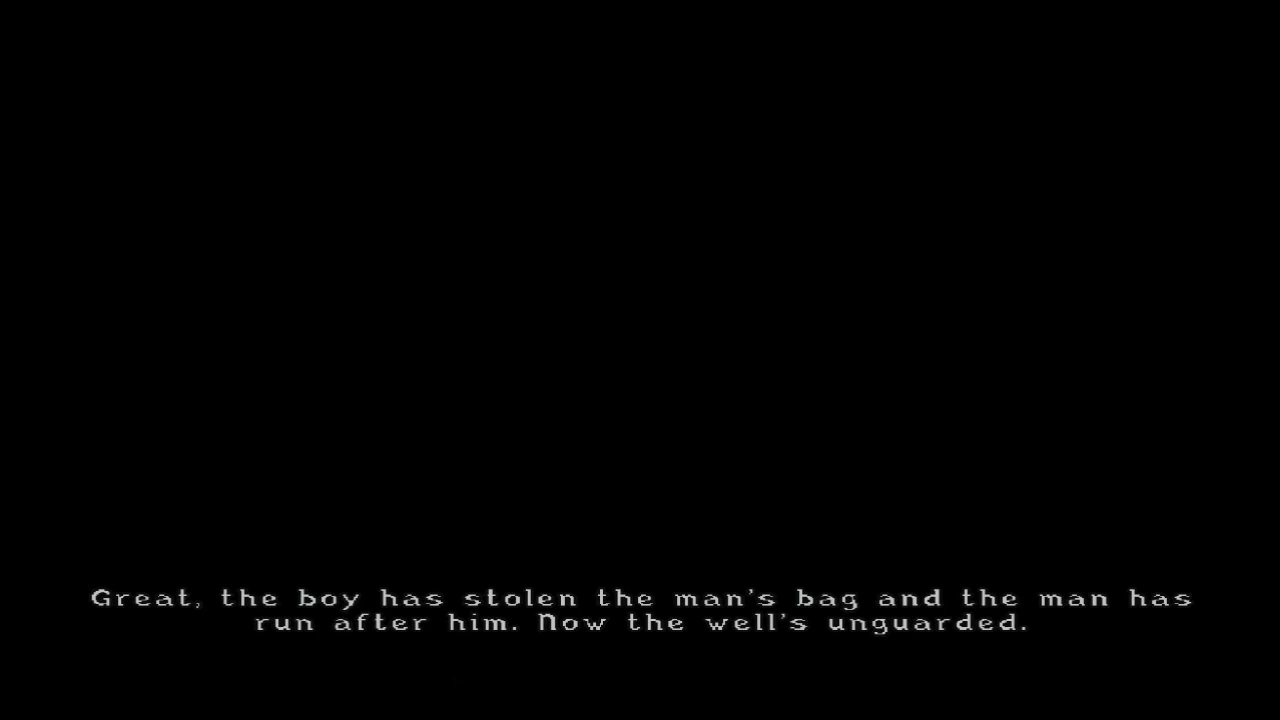 Great, the boy has stolen the man's bag and the man has
run after him. Now the well's unguarded.